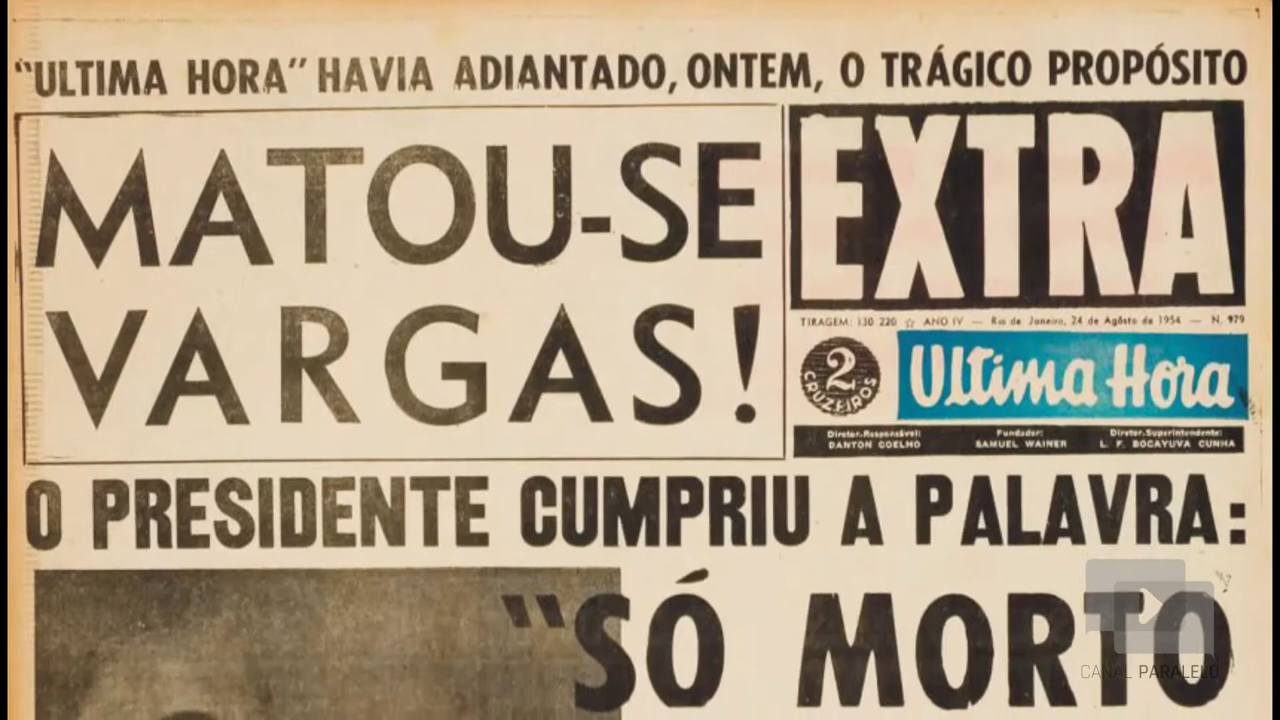 "ULTIMA HORA" HAVIA ADIANTADO, ONTEM, O TRÁGICO PROPÓSITO
MATOU-SE
VARGAS!
EXTRA
TIRAGEM: 130 220 ☆ ANO IV — Rio de Janeiro, 24 de Agôsto de 1954 — N. 979
2
CRUZEIROS
Ultima Hora
Diretor-Responsável:
DANTON COELHO
Fundador:
SAMUEL WAINER
Diretor-Superintendente:
L. F. BOCAYUVA CUNHA
O PRESIDENTE CUMPRIU A PALAVRA:
"SÓ MORTO
CANAL PARALELO